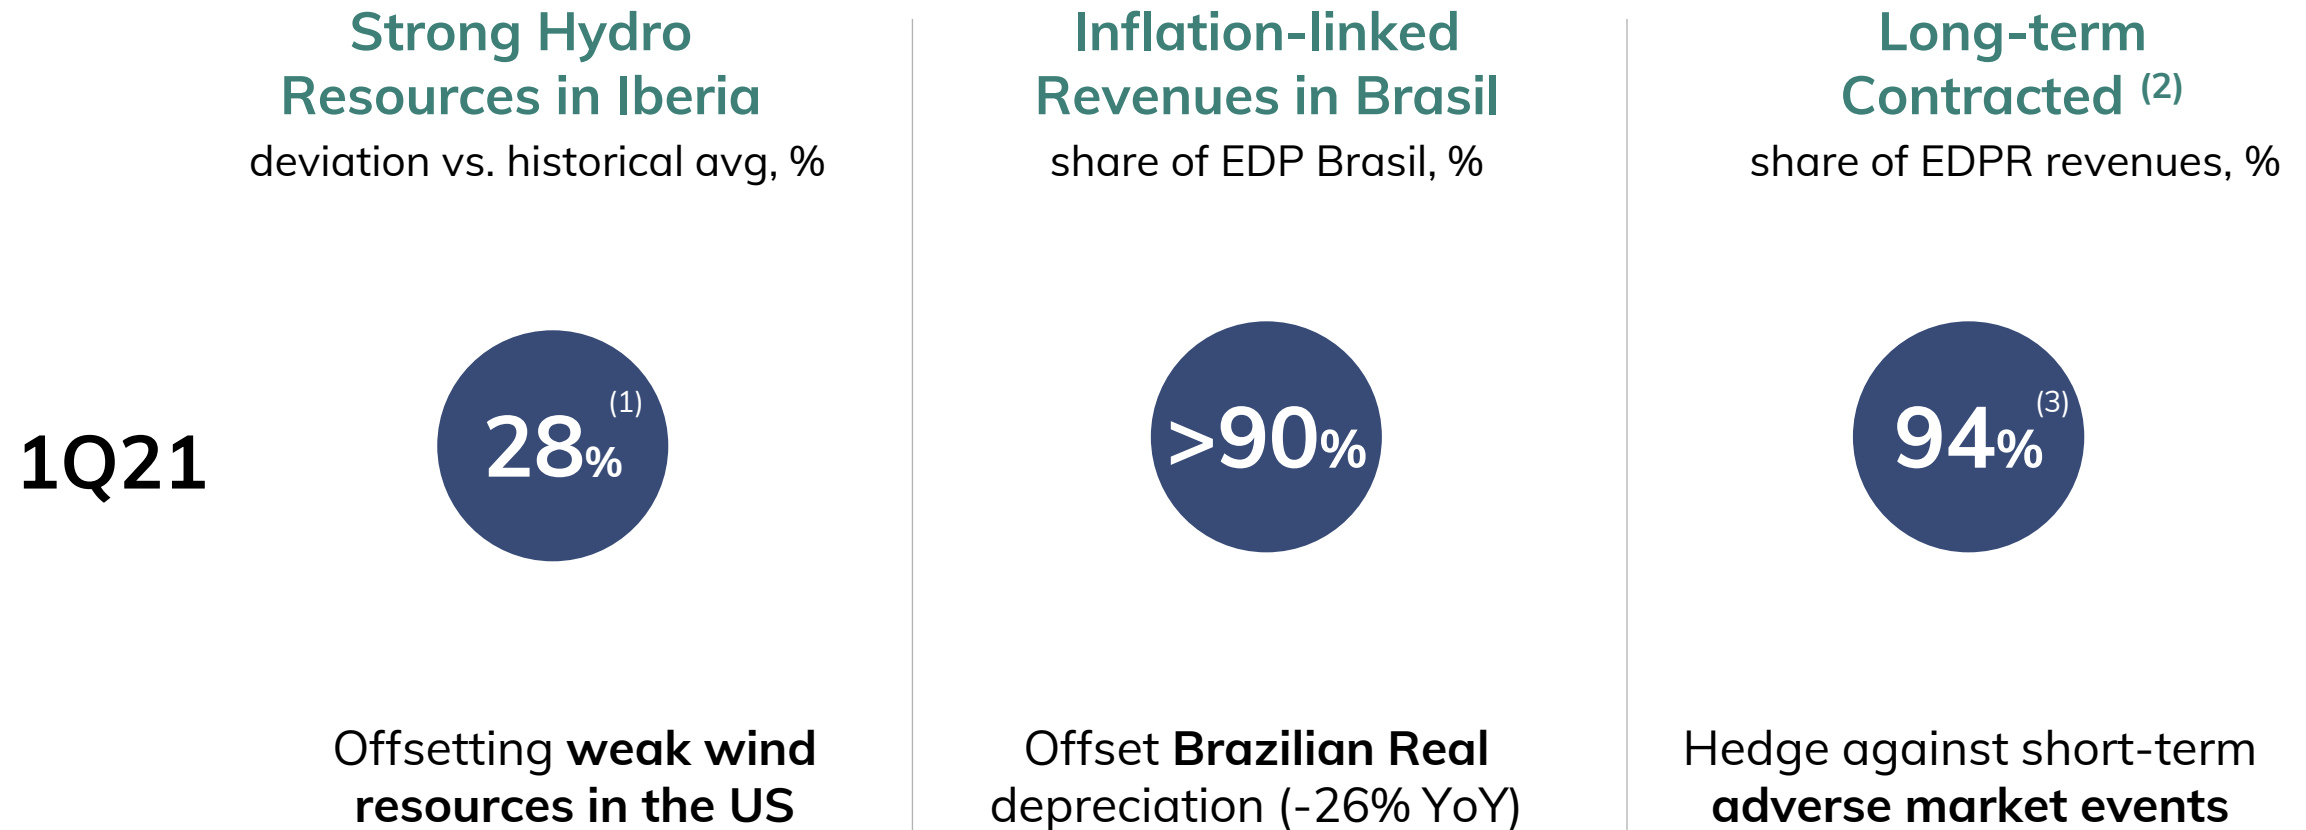 Strong Hydro
Resources in Iberia
deviation vs. historical avg, %
Inflation-linked
Revenues in Brasil
share of EDP Brasil, %
Long-term
Contracted (2)
share of EDPR revenues, %
1Q21
28% (1)
>90%
94% (3)
Offsetting weak wind
resources in the US
Offset Brazilian Real
depreciation (-26% YoY)
Hedge against short-term
adverse market events